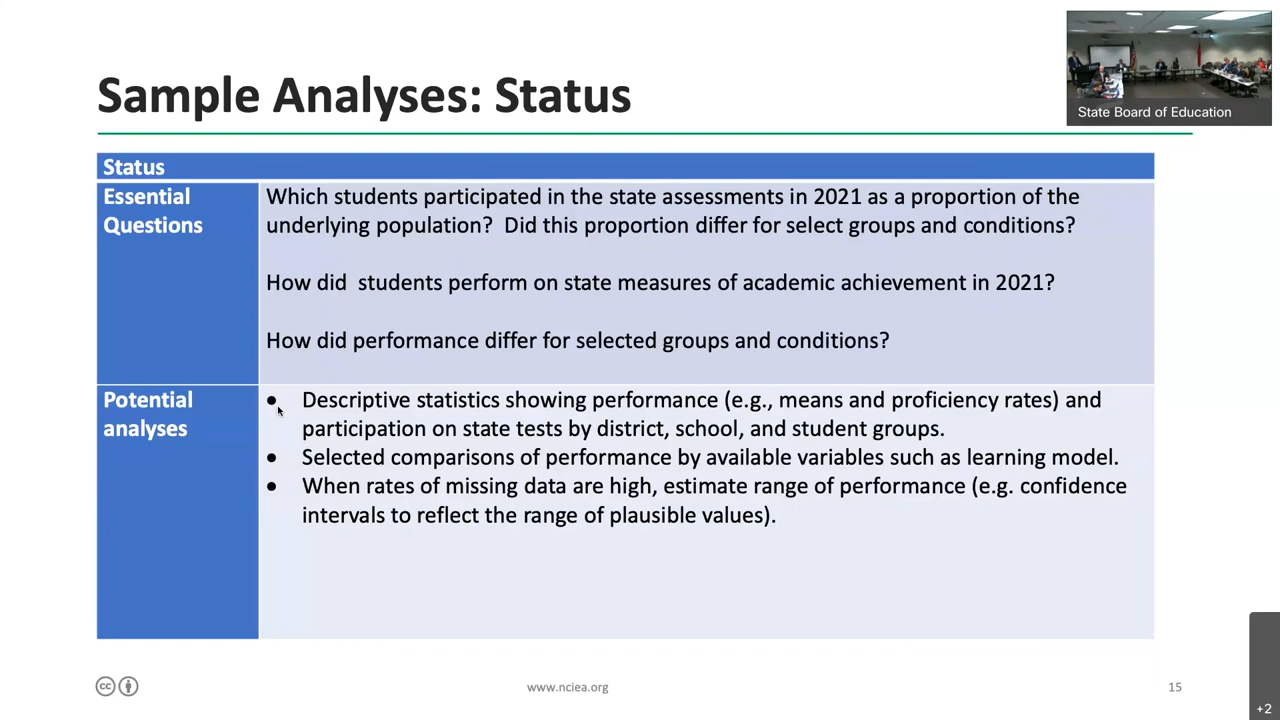 Sample Analyses: Status
State Board of Education
Status
Essential
Questions
Which students participated in the state assessments in 2021 as a proportion of the
underlying population? Did this proportion differ for select groups and conditions?
How did students perform on state measures of academic achievement in 2021?
How did performance differ for selected groups and conditions?
Potential
analyses
• Descriptive statistics showing performance (e.g., means and proficiency rates) and
participation on state tests by district, school, and student groups.
• Selected comparisons of performance by available variables such as learning model.
• When rates of missing data are high, estimate range of performance (e.g. confidence
intervals to reflect the range of plausible values).
cc
www.nciea.org
15
+2